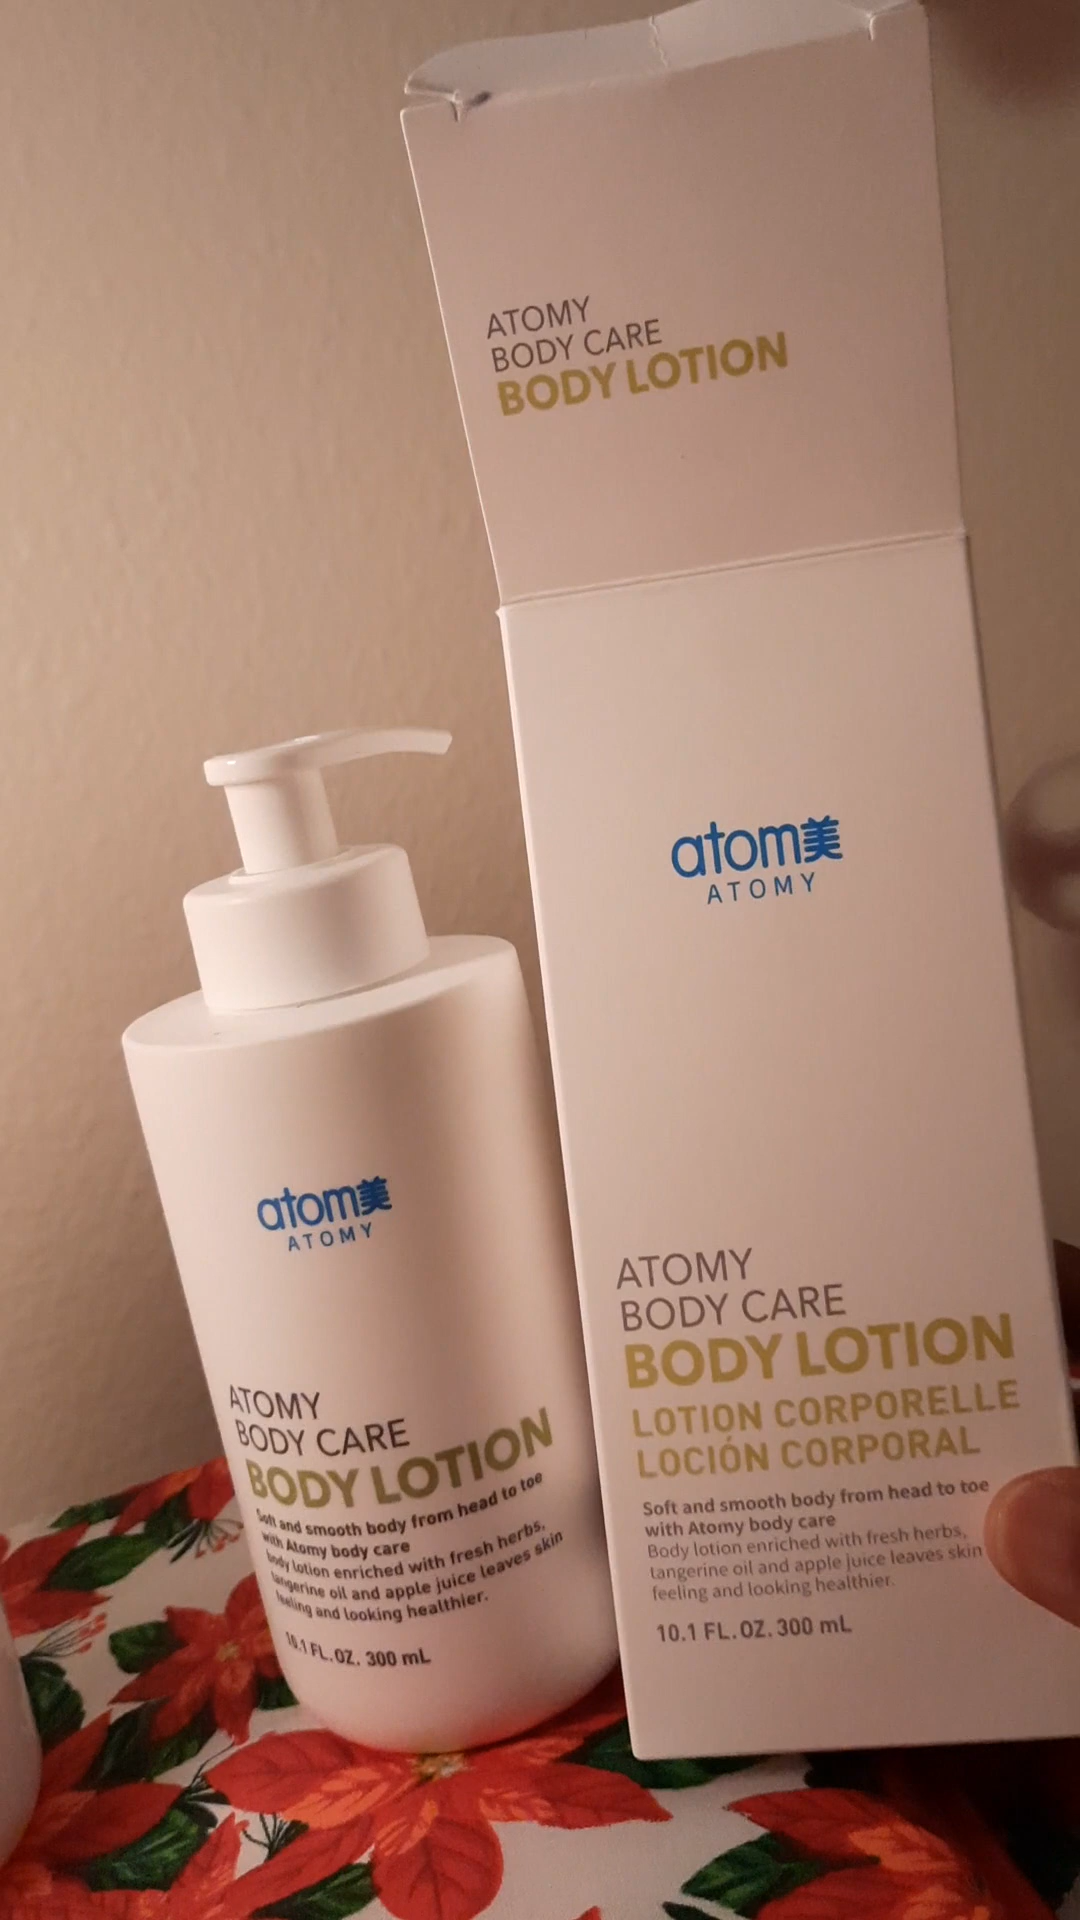 ATOMY
BODY CARE
BODY LOTION
atom美
ATOMY
ATOMY
BODY CARE
BODY LOTION
LOTION CORPORELLE
LOCIÓN CORPORAL
Soft and smooth body from head to toe
with Atomy body care
Body lotion enriched with fresh herbs,
tangerine oil and apple juice leaves skin
feeling and looking healthier.
10.1 FL.OZ. 300 mL
atom美
ATOMY
ATOMY
BODY CARE
BODY LOTION
Soft and smooth body from head to toe
with Atomy body care
body lotion enriched with fresh herbs,
tangerine oil and apple juice leaves skin
feeling and looking healthier.
10.1 FL.OZ. 300 mL